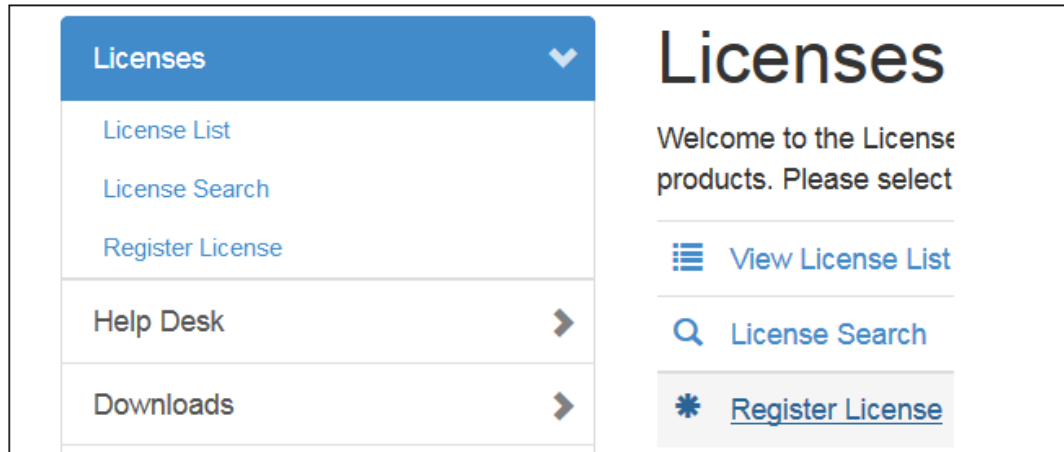 Licenses
License List
License Search
Register License
Help Desk
Downloads
Licenses
Welcome to the License
products. Please select
View License List
License Search
Register License